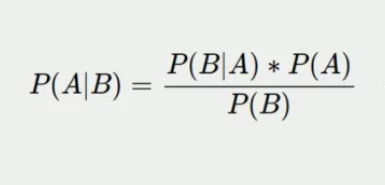 P(A|B) = P(B|A) * P(A) / P(B)